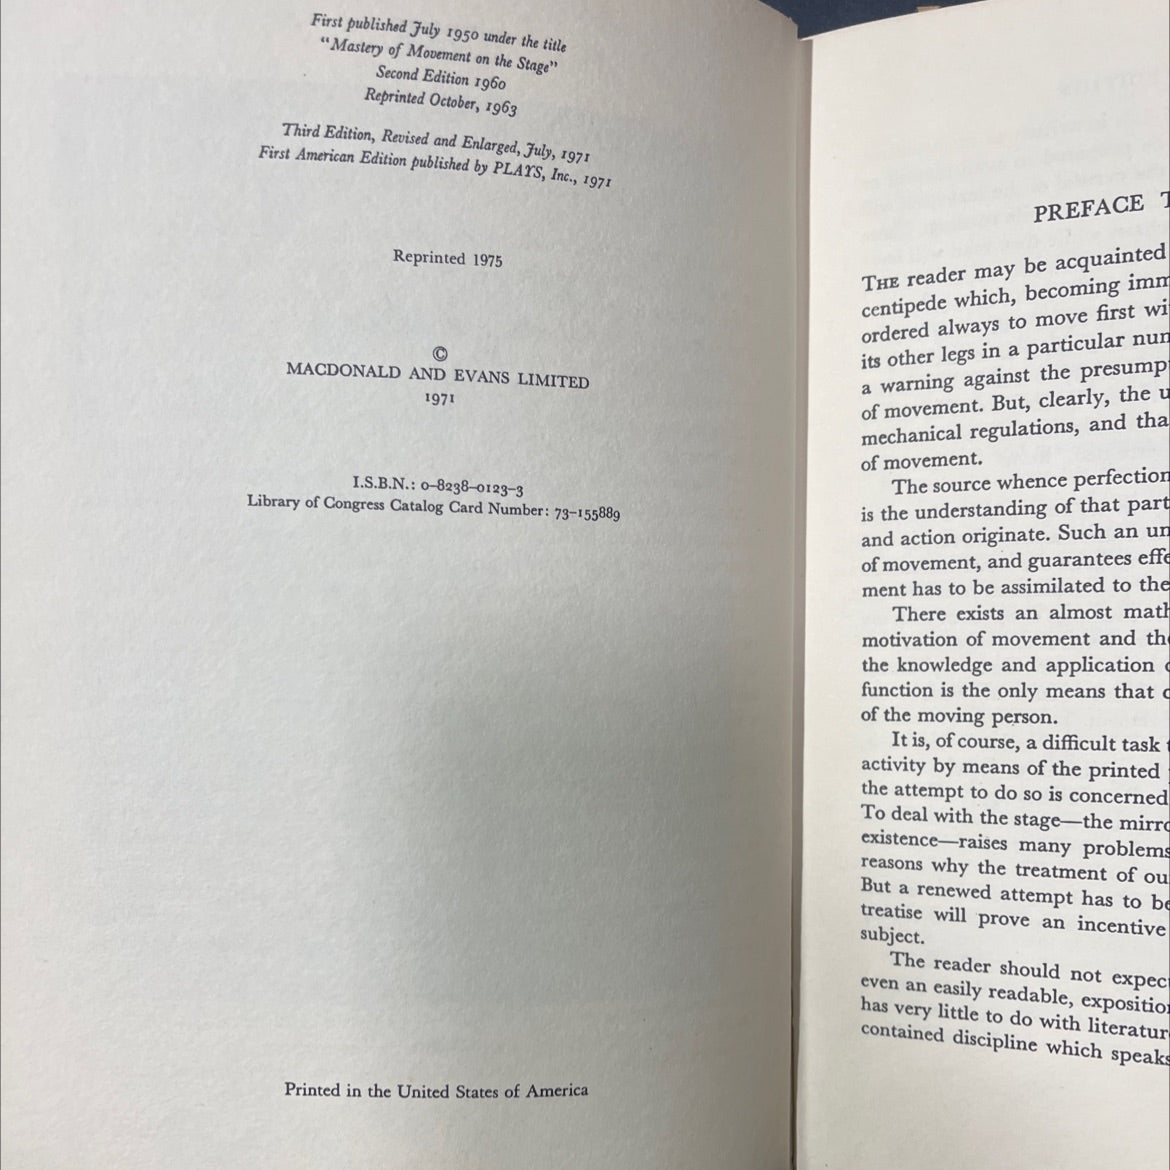 First published July 1950 under the title
"Mastery of Movement on the Stage"
Second Edition 1960
Reprinted October, 1963
Third Edition, Revised and Enlarged, July, 1971
First American Edition published by PLAYS, Inc., 1971
Reprinted 1975
©
MACDONALD AND EVANS LIMITED
1971
I.S.B.N.: 0–8238–0123–3
Library of Congress Catalog Card Number: 73–155889
Printed in the United States of America
PREFACE T
THE reader may be acquainted
centipede which, becoming imm
ordered always to move first wi
its other legs in a particular num
a warning against the presump
of movement. But, clearly, the u
mechanical regulations, and tha
of movement.
The source whence perfection
is the understanding of that part
and action originate. Such an un
of movement, and guarantees effe
ment has to be assimilated to the
There exists an almost math
motivation of movement and the
the knowledge and application o
function is the only means that c
of the moving person.
It is, of course, a difficult task t
activity by means of the printed
the attempt to do so is concerned
To deal with the stage—the mirro
existence—raises many problems
reasons why the treatment of ou
But a renewed attempt has to be
treatise will prove an incentive
subject.
The reader should not expect
even an easily readable, exposition
has very little to do with literatur
contained discipline which speaks